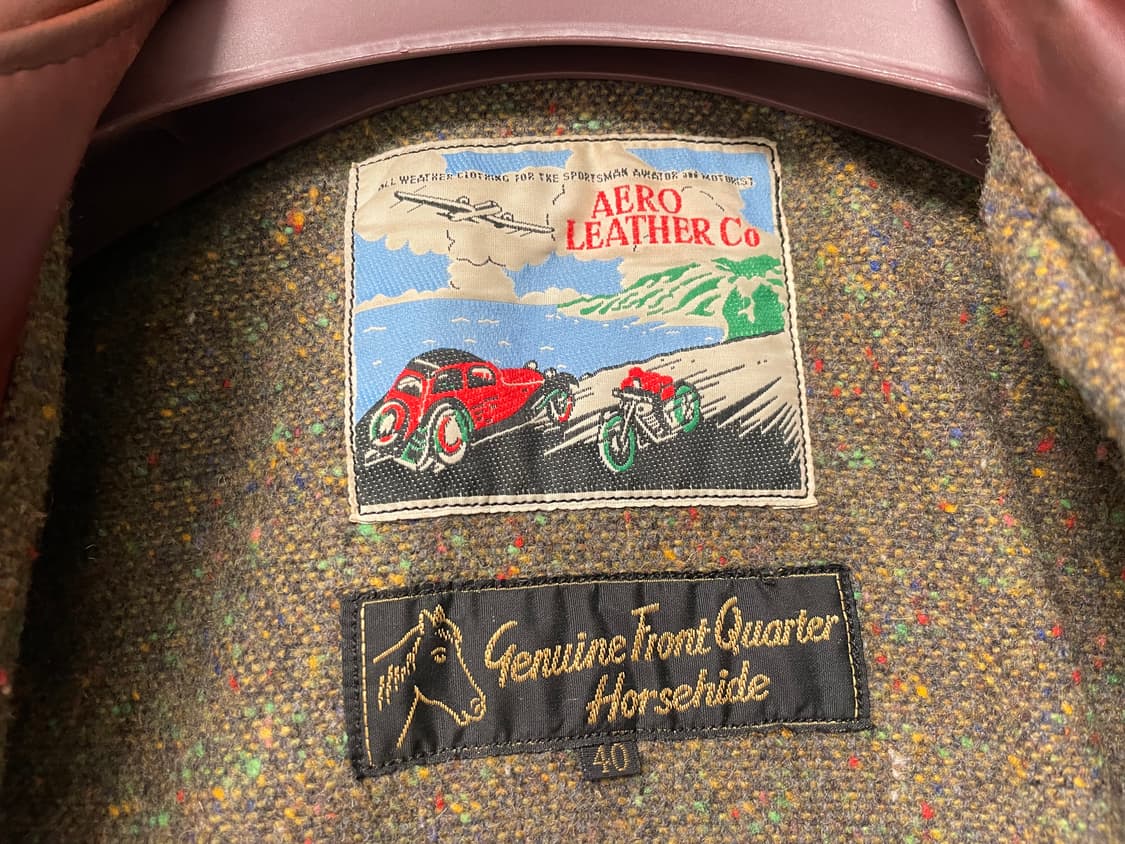 ALL WEATHER CLOTHING FOR THE SPORTSMAN AVIATOR AND MOTORIST
AERO
LEATHER Co
Genuine Front Quarter
Horsehide
40